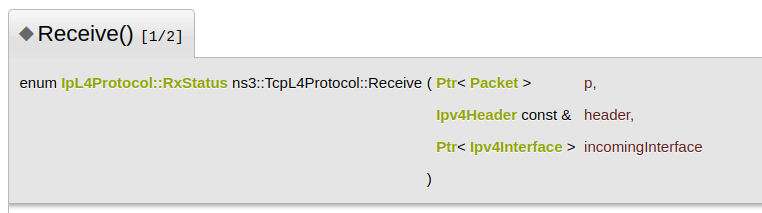 ◆ Receive() [1/2]
enum IpL4Protocol::RxStatus ns3::TcpL4Protocol::Receive ( Ptr< Packet > p,
Ipv4Header const & header,
Ptr< Ipv4Interface > incomingInterface
)